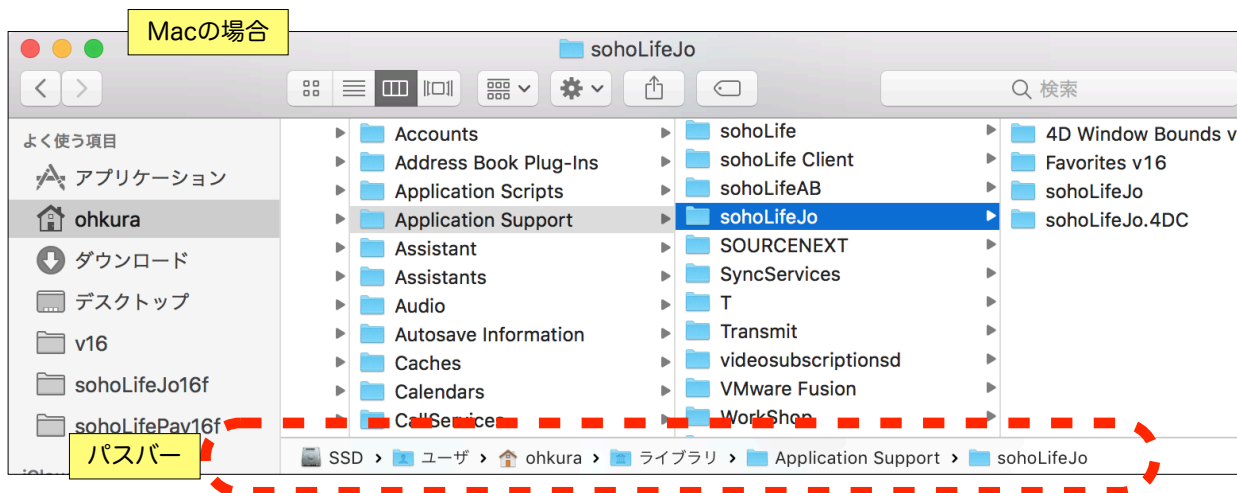 Macの場合
sohoLifeJo
検索
よく使う項目
アプリケーション
ohkura
ダウンロード
デスクトップ
v16
sohoLifeJo16f
sohoLifePay16f
Accounts
Address Book Plug-Ins
Application Scripts
Application Support
Assistant
Assistants
Audio
Autosave Information
Caches
Calendars
CallServices
sohoLife
sohoLife Client
sohoLifeAB
sohoLifeJo
SOURCENEXT
SyncServices
T
Transmit
videosubscriptionsd
VMware Fusion
WorkShop
4D Window Bounds v
Favorites v16
sohoLifeJo
sohoLifeJo.4DC
パスバー
SSD › ユーザ › ohkura › ライブラリ › Application Support › sohoLifeJo